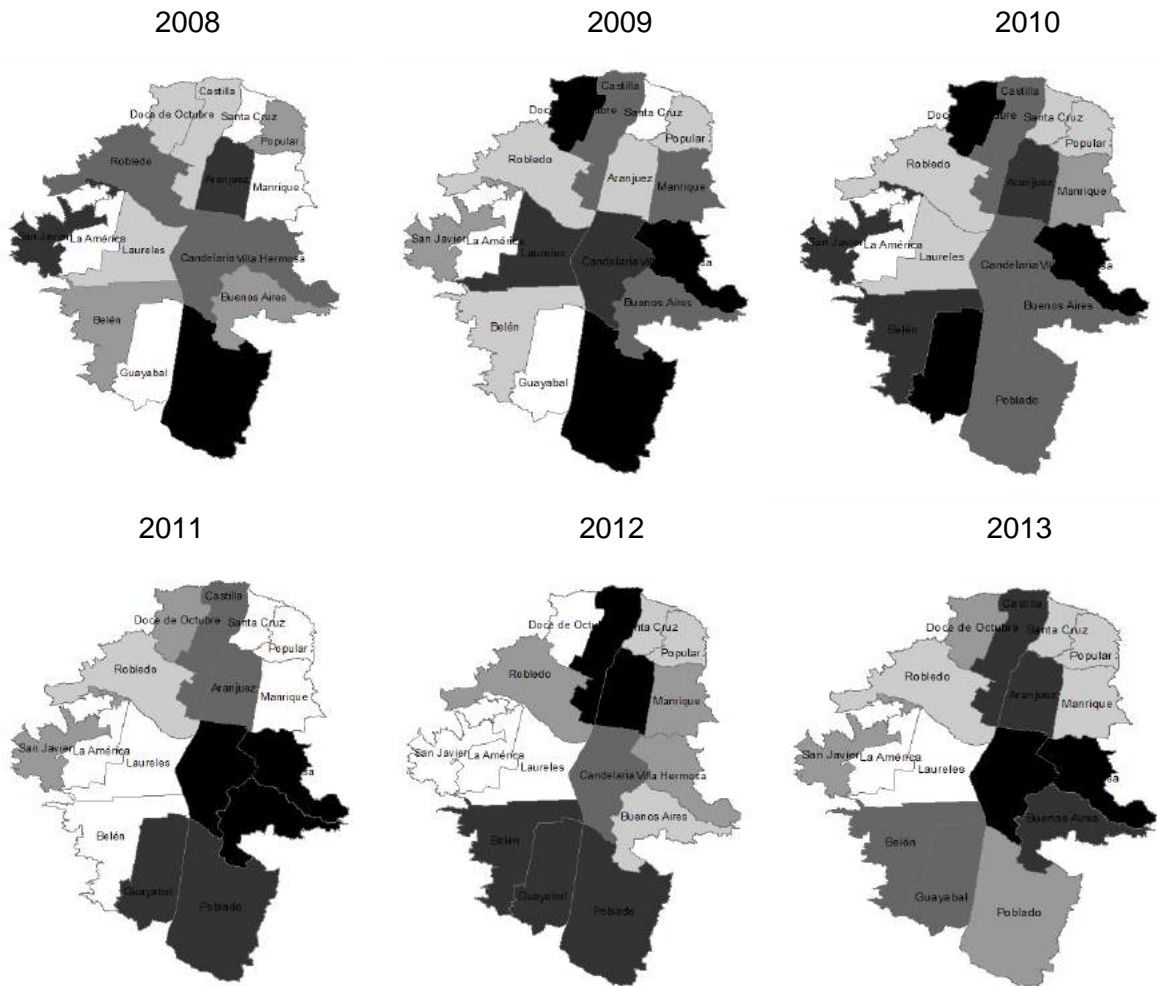 2008
2009
2010
Castilla
Doce de Octubre
Santa Cruz
Popular
Robledo
Aranjuez
Manrique
San Javier
La América
Laureles
Candelaria
Villa Hermosa
Buenos Aires
Belén
Guayabal
Castilla
Santa Cruz
Popular
Robledo
Aranjuez
Manrique
San Javier
La América
Laureles
Candelaria
Buenos Aires
Belén
Guayabal
Castilla
Santa Cruz
Popular
Robledo
Aranjuez
Manrique
San Javier
La América
Laureles
Candelaria
Buenos Aires
Belén
Poblado
2011
2012
2013
Castilla
Doce de Octubre
Santa Cruz
Popular
Robledo
Aranjuez
Manrique
San Javier
La América
Laureles
Belén
Guayabal
Poblado
Cruz
Popular
Robledo
Manrique
San Javier
La América
Laureles
Candelaria
Villa Hermosa
Buenos Aires
Belén
Guayabal
Poblado
Castilla
Doce de Octubre
Santa Cruz
Popular
Robledo
Aranjuez
Manrique
San Javier
La América
Laureles
Buenos Aires
Belén
Guayabal
Poblado